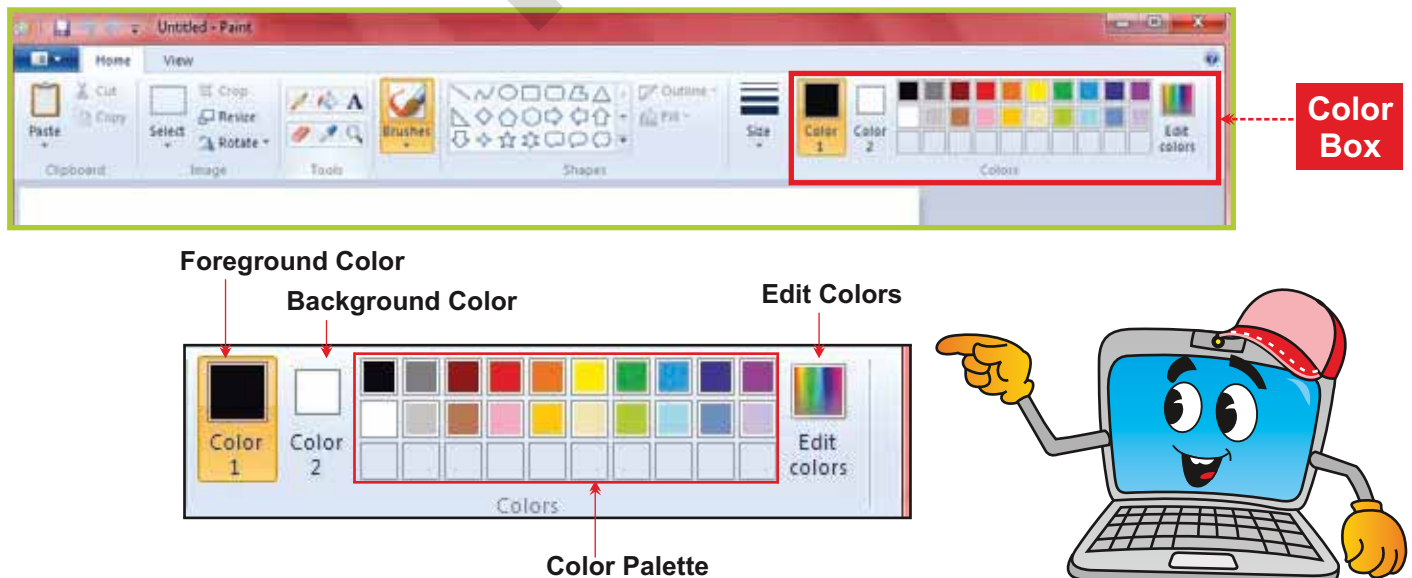 Untitled - Paint
Home View
Paste
Cut
Copy
Clipboard
Select
Crop
Resize
Rotate
Image
A
Tools
Brushes
Shapes
Outline
Fill
Size
Color
1
Color
2
Edit
colors
Colors
Color
Box
Foreground Color
Background Color
Edit Colors
Color
1
Color
2
Edit
colors
Colors
Color Palette